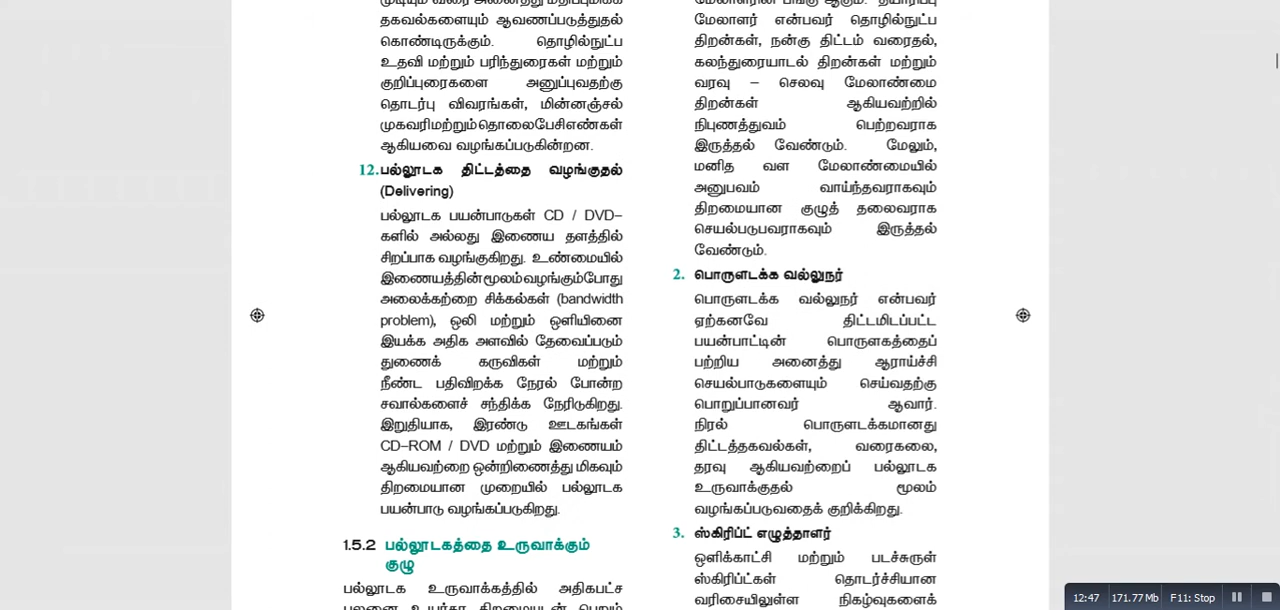 முடியும் வரை அனைத்து மதிப்புமிக்க
தகவல்களையும் ஆவணப்படுத்துதல்
கொண்டிருக்கும். தொழில்நுட்ப
உதவி மற்றும் பரிந்துரைகள் மற்றும்
குறிப்புரைகளை அனுப்புவதற்கு
தொடர்பு விவரங்கள், மின்னஞ்சல்
முகவரிமற்றும்தொலைபேசிஎண்கள்
ஆகியவை வழங்கப்படுகின்றன.
12. பல்லூடக திட்டத்தை வழங்குதல்
(Delivering)
பல்லூடக பயன்பாடுகள் CD / DVD–
களில் அல்லது இணைய தளத்தில்
சிறப்பாக வழங்குகிறது. உண்மையில்
இணையத்தின்மூலம்வழங்கும்போது
அலைக்கற்றை சிக்கல்கள் (bandwidth
problem), ஒலி மற்றும் ஒளியினை
இயக்க அதிக அளவில் தேவைப்படும்
துணைக் கருவிகள் மற்றும்
நீண்ட பதிவிறக்க நேரல் போன்ற
சவால்களைச் சந்திக்க நேரிடுகிறது.
இறுதியாக, இரண்டு ஊடகங்கள்
CD–ROM / DVD மற்றும் இணையம்
ஆகியவற்றை ஒன்றிணைத்து மிகவும்
திறமையான முறையில் பல்லூடக
பயன்பாடு வழங்கப்படுகிறது.
1.5.2 பல்லூடகத்தை உருவாக்கும்
குழு
பல்லூடக உருவாக்கத்தில் அதிகபட்ச
மேலாளரின் பங்கு ஆகும். தயாரிப்பு
மேலாளர் என்பவர் தொழில்நுட்ப
திறன்கள், நன்கு திட்டம் வரைதல்,
கலந்துரையாடல் திறன்கள் மற்றும்
வரவு – செலவு மேலாண்மை
திறன்கள் ஆகியவற்றில்
நிபுணத்துவம் பெற்றவராக
இருத்தல் வேண்டும். மேலும்,
மனித வள மேலாண்மையில்
அனுபவம் வாய்ந்தவராகவும்
திறமையான குழுத் தலைவராக
செயல்படுபவராகவும் இருத்தல்
வேண்டும்.
2. பொருளடக்க வல்லுநர்
பொருளடக்க வல்லுநர் என்பவர்
ஏற்கனவே திட்டமிடப்பட்ட
பயன்பாட்டின் பொருளகத்தைப்
பற்றிய அனைத்து ஆராய்ச்சி
செயல்பாடுகளையும் செய்வதற்கு
பொறுப்பானவர் ஆவார்.
நிரல் பொருளடக்கமானது
திட்டத்தகவல்கள், வரைகலை,
தரவு ஆகியவற்றைப் பல்லூடக
உருவாக்குதல் மூலம்
வழங்கப்படுவதைக் குறிக்கிறது.
3. ஸ்கிரிப்ட் எழுத்தாளர்
ஒளிக்காட்சி மற்றும் படச்சுருள்
ஸ்கிரிப்ட்கள் தொடர்ச்சியான
வரிசையிலுள்ள நிகழ்வுகளைக்
12:47 171.77 Mb F11: Stop